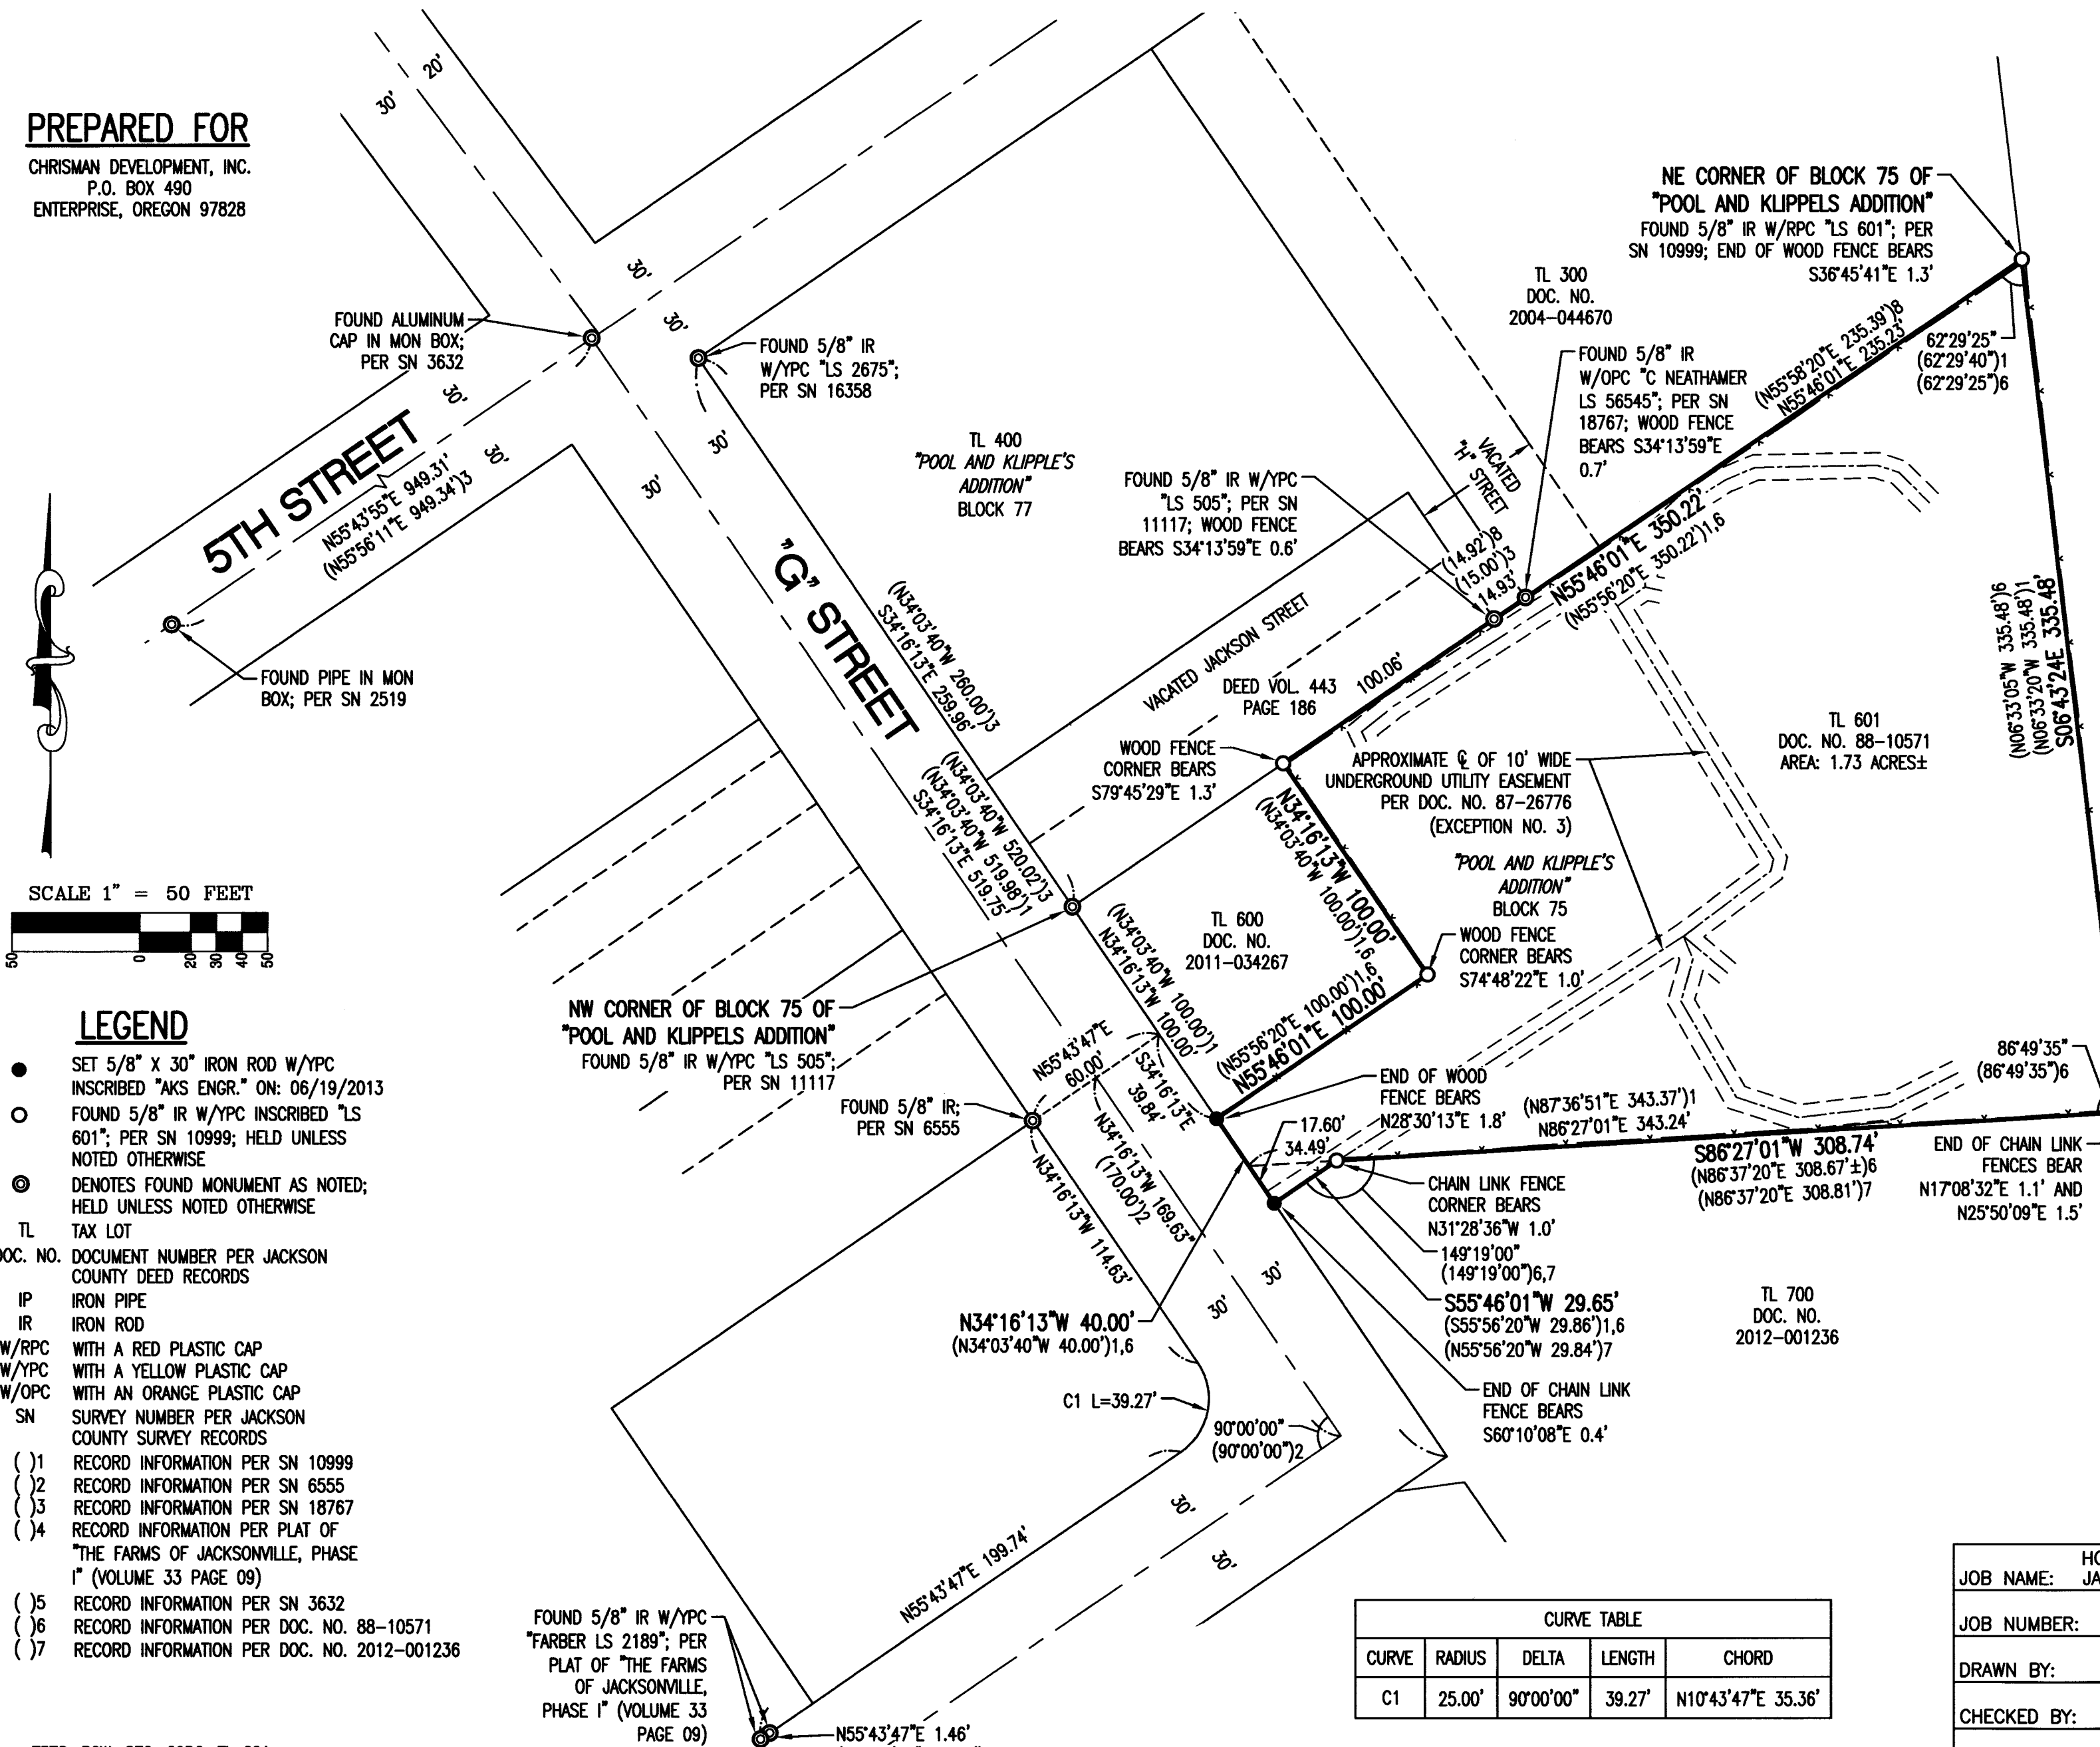 PREPARED FOR
CHRISMAN DEVELOPMENT, INC.
P.O. BOX 490
ENTERPRISE, OREGON 97828
20'
30'
30'
30'
FOUND ALUMINUM
CAP IN MON BOX;
PER SN 3632
30'
30'
30'
30'
FOUND 5/8" IR
W/YPC "LS 2675";
PER SN 16358
5TH STREET
N55°43'55"E 949.31'
(N55°56'11"E 949.34')3
30'
FOUND PIPE IN MON
BOX; PER SN 2519
"G" STREET
TL 400
"POOL AND KLIPPLE'S
ADDITION"
BLOCK 77
(N34°03'40"W 260.00')3
S34°16'13"E 259.96'
(N34°03'40"W 520.02')3
(N34°03'40"W 519.98')1
S34°16'13"E 519.75'
NE CORNER OF BLOCK 75 OF
"POOL AND KLIPPELS ADDITION"
FOUND 5/8" IR W/RPC "LS 601"; PER
SN 10999; END OF WOOD FENCE BEARS
S36°45'41"E 1.3'
TL 300
DOC. NO.
2004-044670
FOUND 5/8" IR
W/OPC "C NEATHAMER
LS 56545"; PER SN
18767; WOOD FENCE
BEARS S34°13'59"E
0.7'
(N55°58'20"E 235.39')8
N55°46'01"E 235.23'
62°29'25"
(62°29'40")1
(62°29'25")6
VACATED
"H" STREET
FOUND 5/8" IR W/YPC
"LS 505"; PER SN
11117; WOOD FENCE
BEARS S34°13'59"E 0.6'
(14.92')8
(15.00')3
14.93'
N55°46'01"E 350.22'
(N55°56'20"E 350.22')1,6
VACATED JACKSON STREET
DEED VOL. 443
PAGE 186
100.06'
WOOD FENCE
CORNER BEARS
S79°45'29"E 1.3'
APPROXIMATE ℄ OF 10' WIDE
UNDERGROUND UTILITY EASEMENT
PER DOC. NO. 87-26776
(EXCEPTION NO. 3)
TL 601
DOC. NO. 88-10571
AREA: 1.73 ACRES±
(N06°33'05"W 335.48')6
(N06°33'20"W 335.48')1
S06°43'24E 335.48'
N34°16'13"W 100.00'
(N34°03'40"W 100.00')1,6
"POOL AND KLIPPLE'S
ADDITION"
BLOCK 75
WOOD FENCE
CORNER BEARS
S74°48'22"E 1.0'
TL 600
DOC. NO.
2011-034267
(N34°03'40"W 100.00')1
N34°16'13"W 100.00'
(N55°56'20"E 100.00')1,6
N55°46'01"E 100.00'
SCALE 1" = 50 FEET
50 0 20 30 40 50
NW CORNER OF BLOCK 75 OF
"POOL AND KLIPPELS ADDITION"
FOUND 5/8" IR W/YPC "LS 505";
PER SN 11117
N55°43'47"E
60.00'
S34°16'13"E
39.84'
FOUND 5/8" IR;
PER SN 6555
N34°16'13"W 169.63"
(170.00')2
N34°16'13"W 114.63'
END OF WOOD
FENCE BEARS
N28°30'13"E 1.8'
17.60'
34.49'
(N87°36'51"E 343.37')1
N86°27'01"E 343.24'
S86°27'01"W 308.74'
(N86°37'20"E 308.67'±)6
(N86°37'20"E 308.81')7
86°49'35"
(86°49'35")6
END OF CHAIN LINK
FENCES BEAR
N17°08'32"E 1.1' AND
N25°50'09"E 1.5'
CHAIN LINK FENCE
CORNER BEARS
N31°28'36"W 1.0'
149°19'00"
(149°19'00")6,7
S55°46'01"W 29.65'
(S55°56'20"W 29.86')1,6
(N55°56'20"W 29.84')7
TL 700
DOC. NO.
2012-001236
END OF CHAIN LINK
FENCE BEARS
S60°10'08"E 0.4'
N34°16'13"W 40.00'
(N34°03'40"W 40.00')1,6
30'
30'
C1 L=39.27'
90°00'00"
(90°00'00")2
30'
30'
N55°43'47"E 199.74'
FOUND 5/8" IR W/YPC
"FARBER LS 2189"; PER
PLAT OF "THE FARMS
OF JACKSONVILLE,
PHASE I" (VOLUME 33
PAGE 09)
N55°43'47"E 1.46'
LEGEND
SET 5/8" X 30" IRON ROD W/YPC
INSCRIBED "AKS ENGR." ON: 06/19/2013
FOUND 5/8" IR W/YPC INSCRIBED "LS
601"; PER SN 10999; HELD UNLESS
NOTED OTHERWISE
DENOTES FOUND MONUMENT AS NOTED;
HELD UNLESS NOTED OTHERWISE
TL TAX LOT
DOC. NO. DOCUMENT NUMBER PER JACKSON
COUNTY DEED RECORDS
IP IRON PIPE
IR IRON ROD
W/RPC WITH A RED PLASTIC CAP
W/YPC WITH A YELLOW PLASTIC CAP
W/OPC WITH AN ORANGE PLASTIC CAP
SN SURVEY NUMBER PER JACKSON
COUNTY SURVEY RECORDS
( )1 RECORD INFORMATION PER SN 10999
( )2 RECORD INFORMATION PER SN 6555
( )3 RECORD INFORMATION PER SN 18767
( )4 RECORD INFORMATION PER PLAT OF
"THE FARMS OF JACKSONVILLE, PHASE
I" (VOLUME 33 PAGE 09)
( )5 RECORD INFORMATION PER SN 3632
( )6 RECORD INFORMATION PER DOC. NO. 88-10571
( )7 RECORD INFORMATION PER DOC. NO. 2012-001236
CURVE TABLE
CURVE RADIUS DELTA LENGTH CHORD
C1 25.00' 90°00'00" 39.27' N10°43'47"E 35.36'
JOB NAME:
JOB NUMBER:
DRAWN BY:
CHECKED BY: